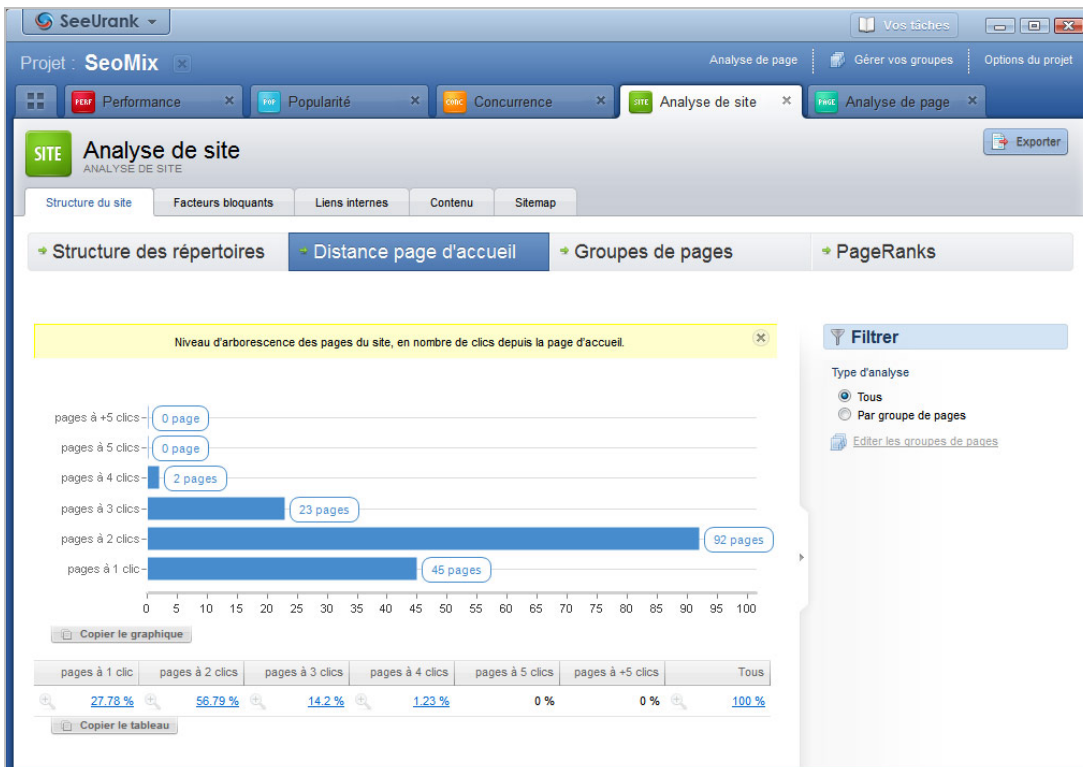 SeeUrank
Vos tâches
Projet : SeoMix
Analyse de page
Gérer vos groupes
Options du projet
PERF Performance
POP Popularité
CONC Concurrence
SITE Analyse de site
PAGE Analyse de page
SITE
Analyse de site
ANALYSE DE SITE
Exporter
Structure du site
Facteurs bloquants
Liens internes
Contenu
Sitemap
Structure des répertoires
Distance page d'accueil
Groupes de pages
PageRanks
Niveau d'arborescence des pages du site, en nombre de clics depuis la page d'accueil.
Filtrer
Type d'analyse
Tous
Par groupe de pages
Editer les groupes de pages
pages à +5 clics 0 page
pages à 5 clics 0 page
pages à 4 clics 2 pages
pages à 3 clics 23 pages
pages à 2 clics 92 pages
pages à 1 clic 45 pages
0 5 10 15 20 25 30 35 40 45 50 55 60 65 70 75 80 85 90 95 100
Copier le graphique
pages à 1 clic pages à 2 clics pages à 3 clics pages à 4 clics pages à 5 clics pages à +5 clics Tous
27.78 % 56.79 % 14.2 % 1.23 % 0 % 0 % 100 %
Copier le tableau